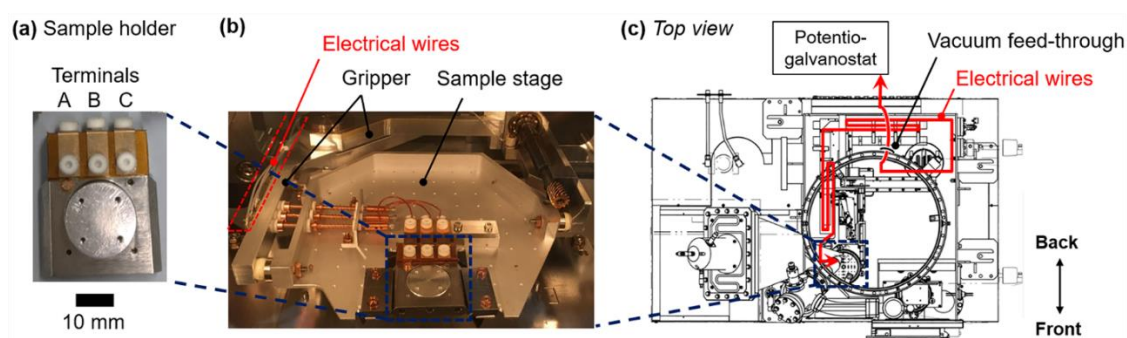 (a) Sample holder
Terminals
A B C
10 mm
(b)
Electrical wires
Gripper
Sample stage
(c) Top view
Potentio-
galvanostat
Vacuum feed-through
Electrical wires
Back
Front